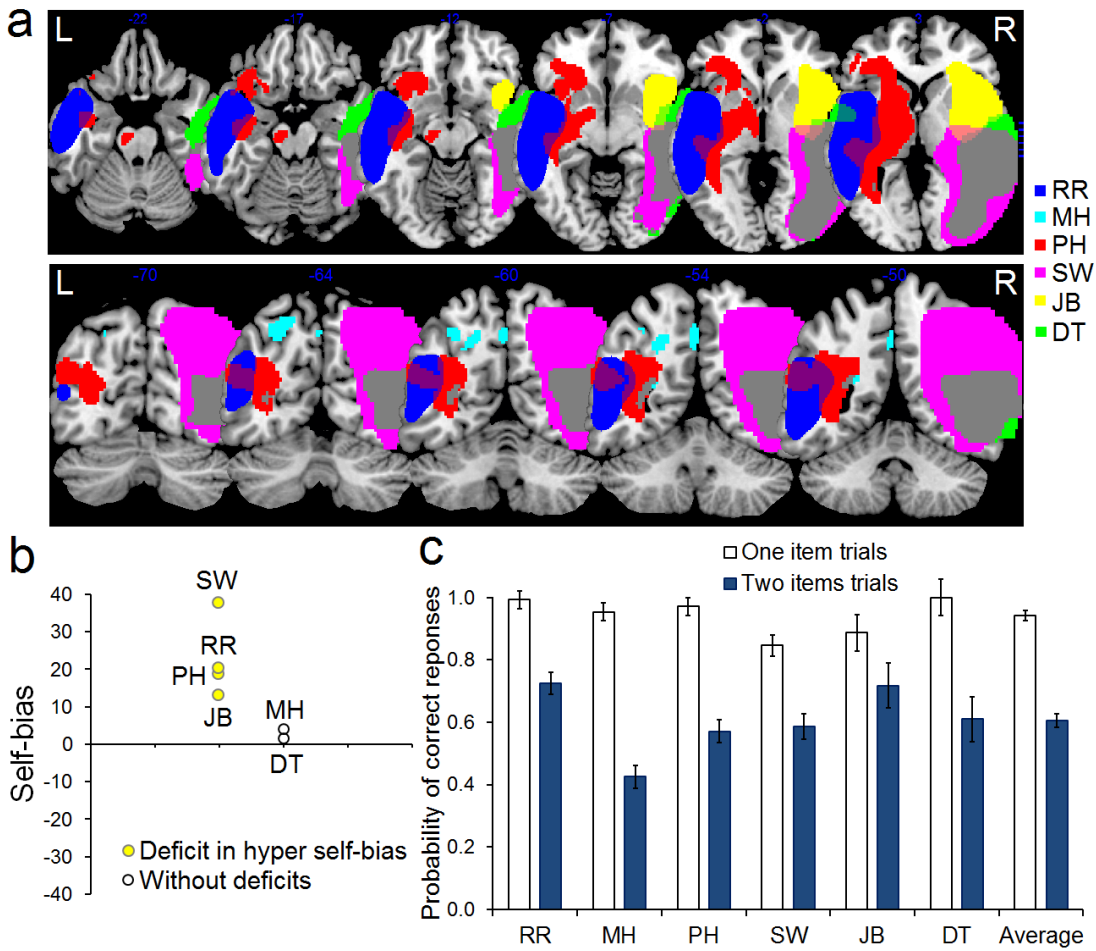 a
L -22 -17 -12 -7 -2 3 R
RR
MH
PH
SW
JB
DT
L -70 -64 -60 -54 -50 R
b
Self-bias
40
30
20
10
0
-10
-20
-30
-40
SW
RR
PH
JB
MH
DT
Deficit in hyper self-bias
Without deficits
c
One item trials
Two items trials
Probability of correct reponses
1.0
0.8
0.6
0.4
0.2
0.0
RR MH PH SW JB DT Average